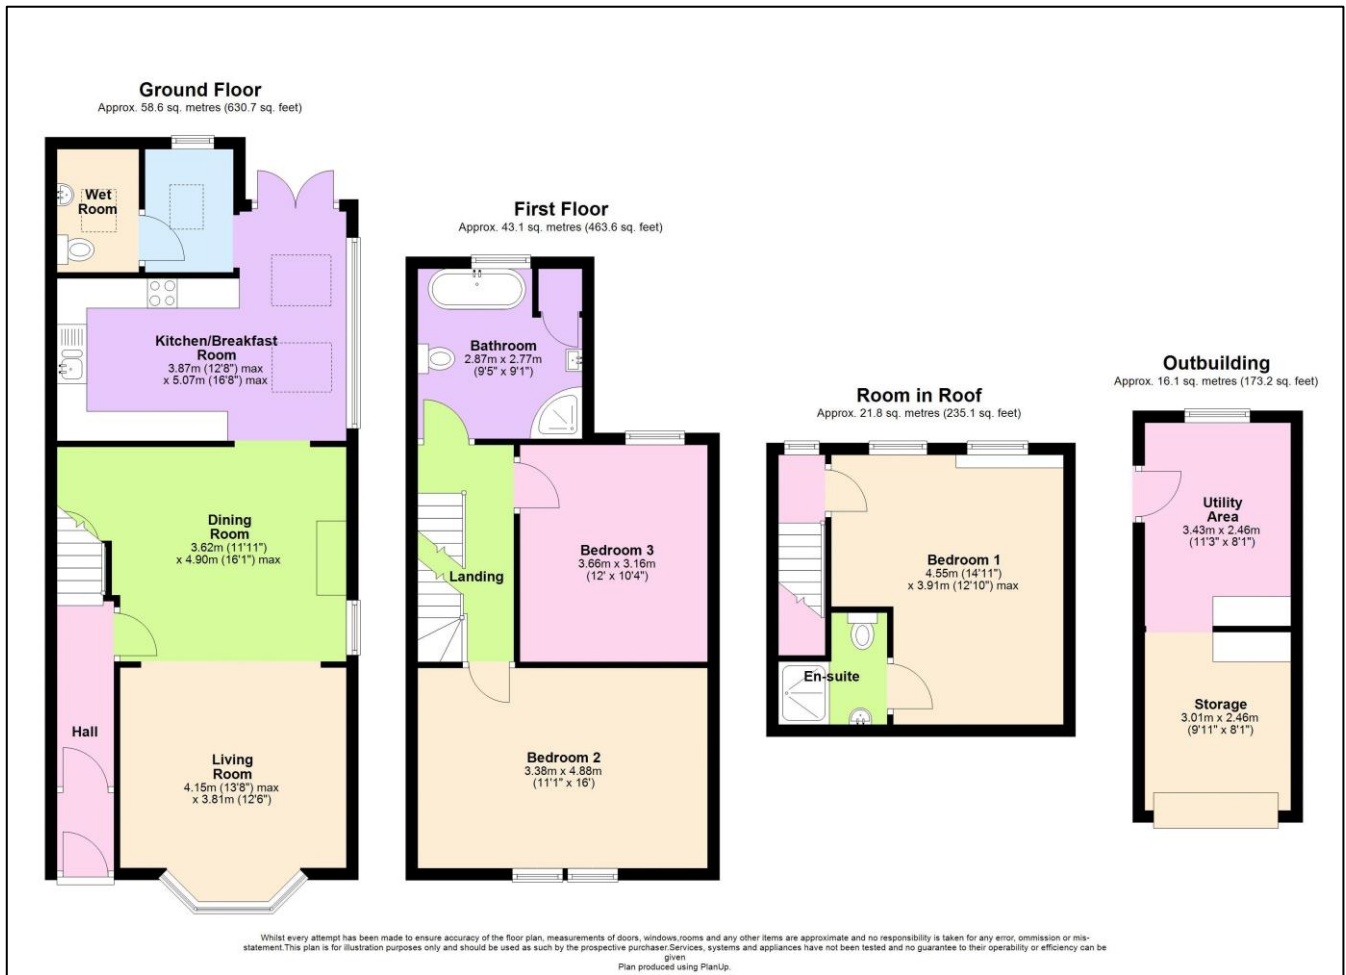 Ground Floor
Approx. 58.6 sq. metres (630.7 sq. feet)
Wet
Room
Kitchen/Breakfast
Room
3.87m (12'8") max
x 5.07m (16'8") max
Dining
Room
3.62m (11'11")
x 4.90m (16'1") max
Hall
Living
Room
4.15m (13'8") max
x 3.81m (12'6")
First Floor
Approx. 43.1 sq. metres (463.6 sq. feet)
Bathroom
2.87m x 2.77m
(9'5" x 9'1")
Landing
Bedroom 3
3.66m x 3.16m
(12' x 10'4")
Bedroom 2
3.38m x 4.88m
(11'1" x 16')
Room in Roof
Approx. 21.8 sq. metres (235.1 sq. feet)
Bedroom 1
4.55m (14'11")
x 3.91m (12'10") max
En-suite
Outbuilding
Approx. 16.1 sq. metres (173.2 sq. feet)
Utility
Area
3.43m x 2.46m
(11'3" x 8'1")
Storage
3.01m x 2.46m
(9'11" x 8'1")
Whilst every attempt has been made to ensure accuracy of the floor plan, measurements of doors, windows,rooms and any other items are approximate and no responsibility is taken for any error, ommission or mis-
statement.This plan is for illustration purposes only and should be used as such by the prospective purchaser.Services, systems and appliances have not been tested and no guarantee to their operability or efficiency can be
given
Plan produced using PlanUp.